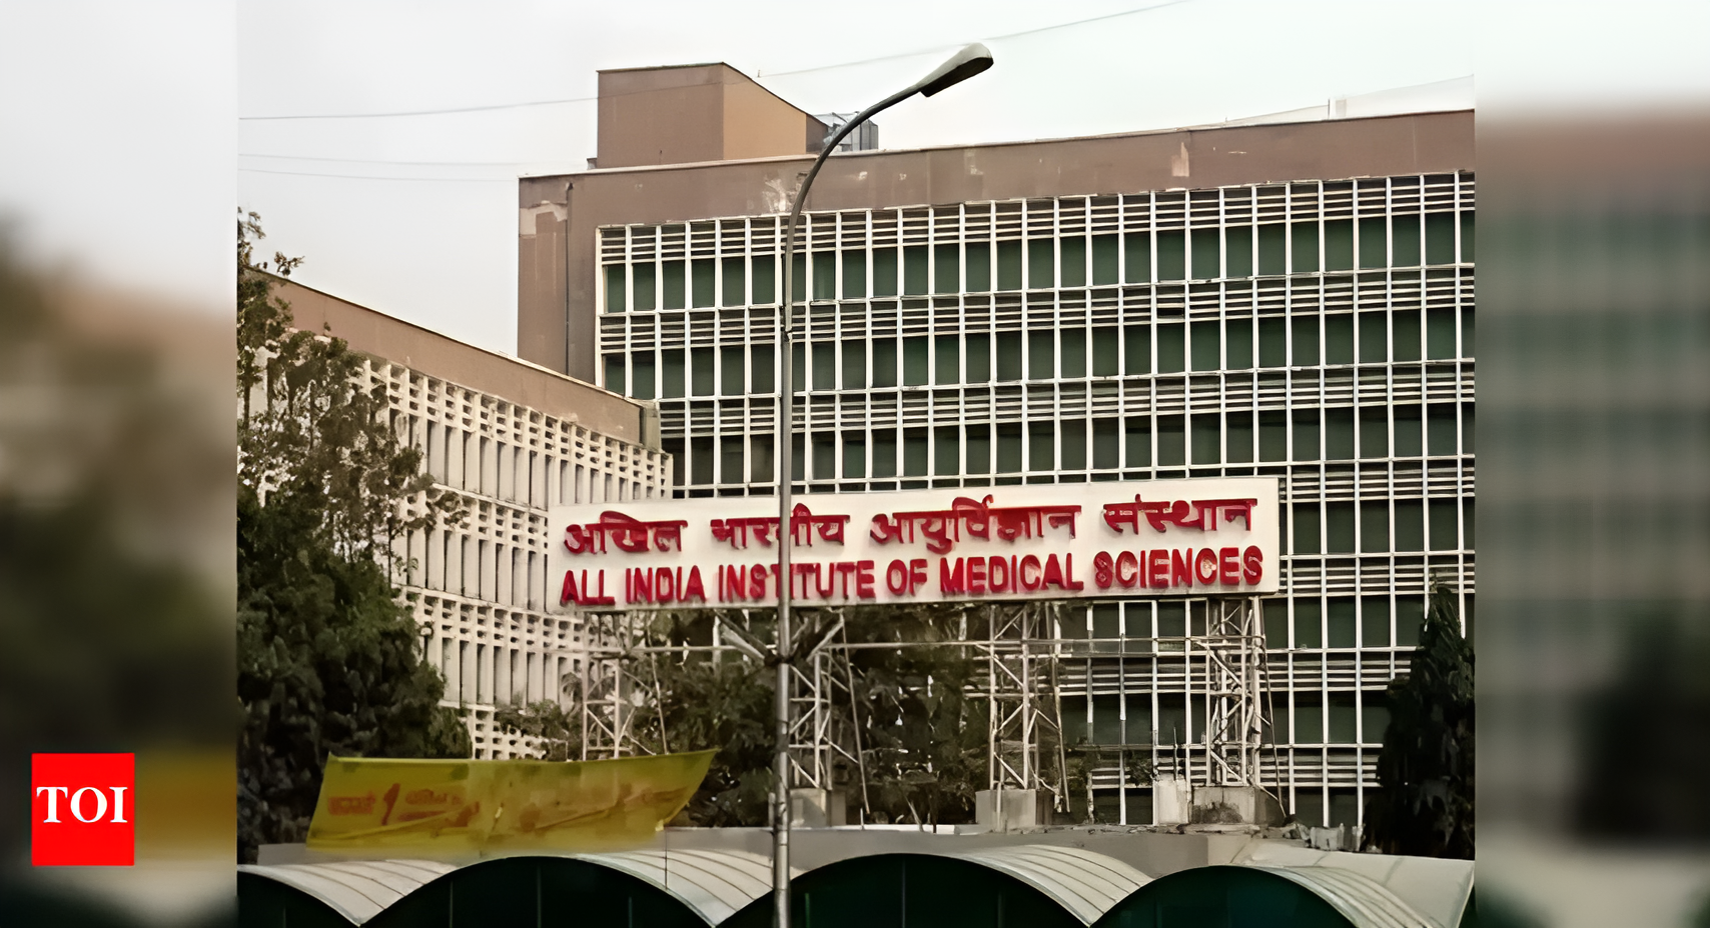 अखिल भारतीय आयुर्विज्ञान संस्थान
ALL INDIA INSTITUTE OF MEDICAL SCIENCES
TOI